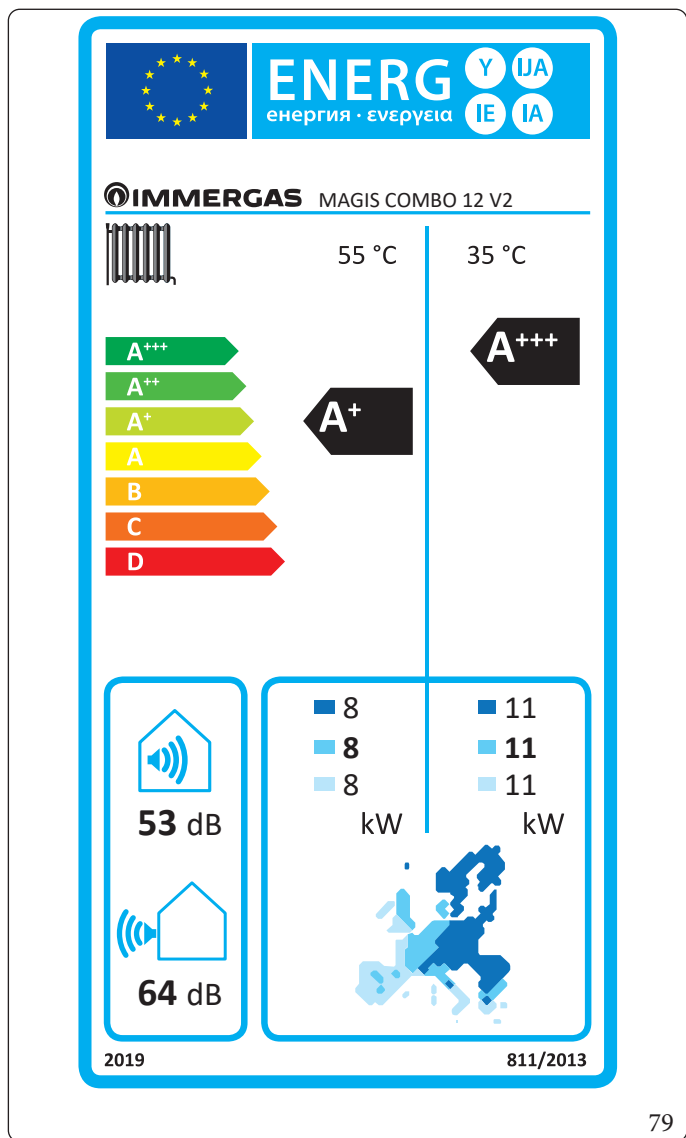 ENERG Y IJA
енергия · ενεργεια IE IA
IMMERGAS MAGIS COMBO 12 V2
55 °C 35 °C
A+++ A+++
A++
A+ A+
A
B
C
D
8 11
8 11
8 11
kW kW
53 dB
64 dB
2019 811/2013
79